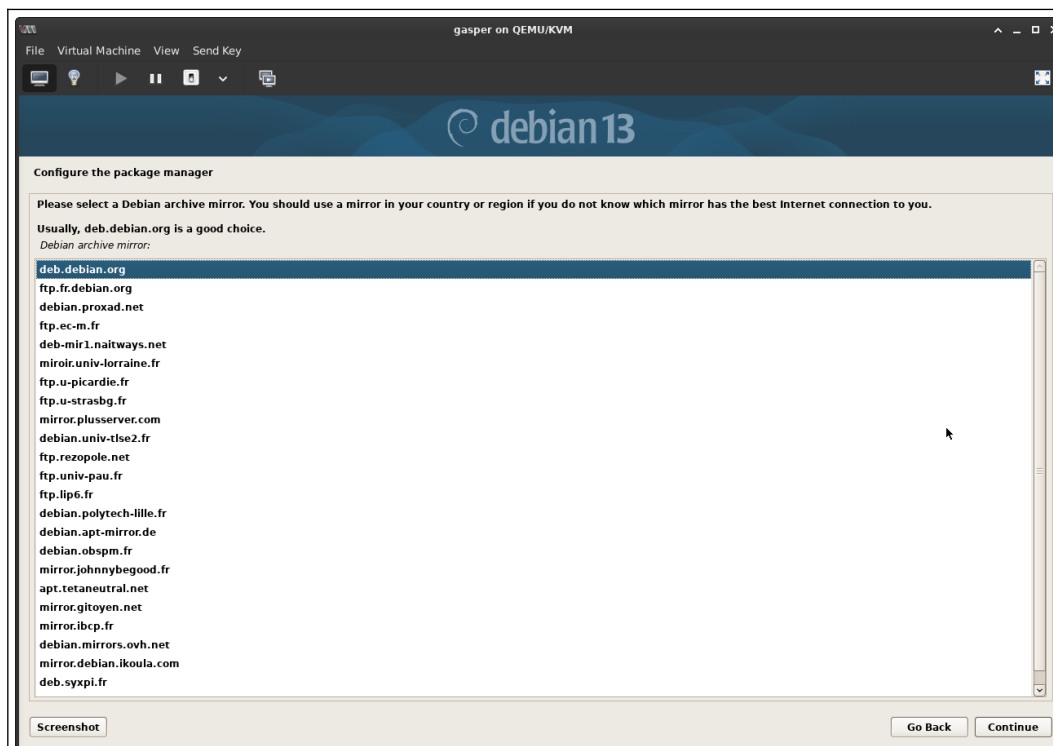 gasper on QEMU/KVM
File Virtual Machine View Send Key
debian 13
Configure the package manager
Please select a Debian archive mirror. You should use a mirror in your country or region if you do not know which mirror has the best Internet connection to you.
Usually, deb.debian.org is a good choice.
Debian archive mirror:
deb.debian.org
ftp.fr.debian.org
debian.proxad.net
ftp.ec-m.fr
deb-mir1.naitways.net
miroir.univ-lorraine.fr
ftp.u-picardie.fr
ftp.u-strasbg.fr
mirror.plusserver.com
debian.univ-tlse2.fr
ftp.rezopole.net
ftp.univ-pau.fr
ftp.lip6.fr
debian.polytech-lille.fr
debian.apt-mirror.de
debian.obspm.fr
mirror.johnnybegood.fr
apt.tetaneutral.net
mirror.gitoyen.net
mirror.ibcp.fr
debian.mirrors.ovh.net
mirror.debian.ikoula.com
deb.syxpi.fr
Screenshot Go Back Continue